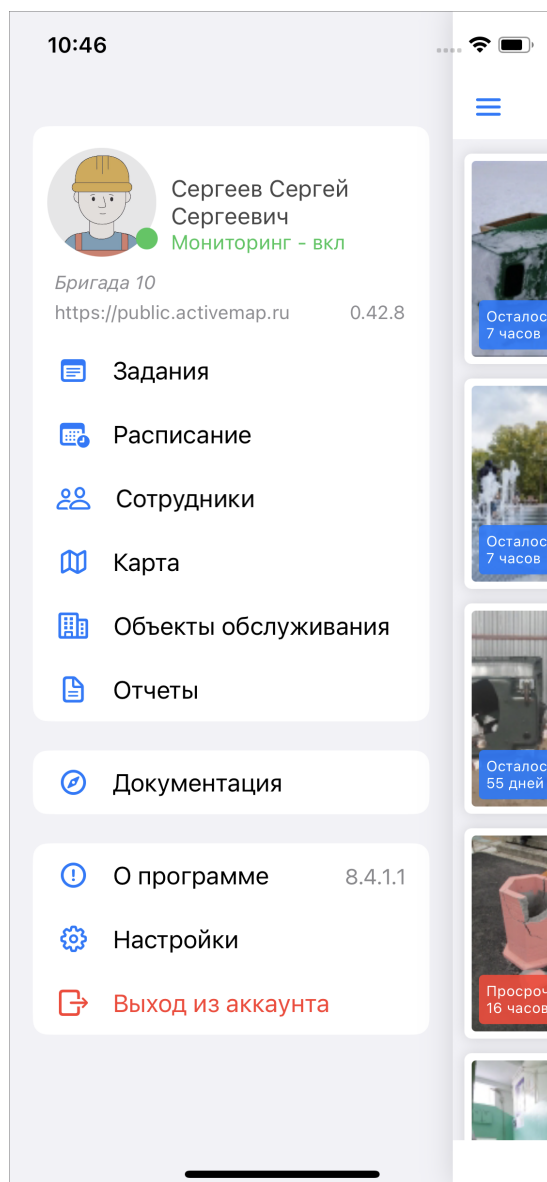 10:46
Сергеев Сергей
Сергеевич
Мониторинг - вкл
Бригада 10
https://public.activemap.ru 0.42.8
Задания
Расписание
Сотрудники
Карта
Объекты обслуживания
Отчеты
Документация
О программе 8.4.1.1
Настройки
Выход из аккаунта
Осталос
7 часов
Осталос
7 часов
Осталос
55 дней
Просроч
16 часов